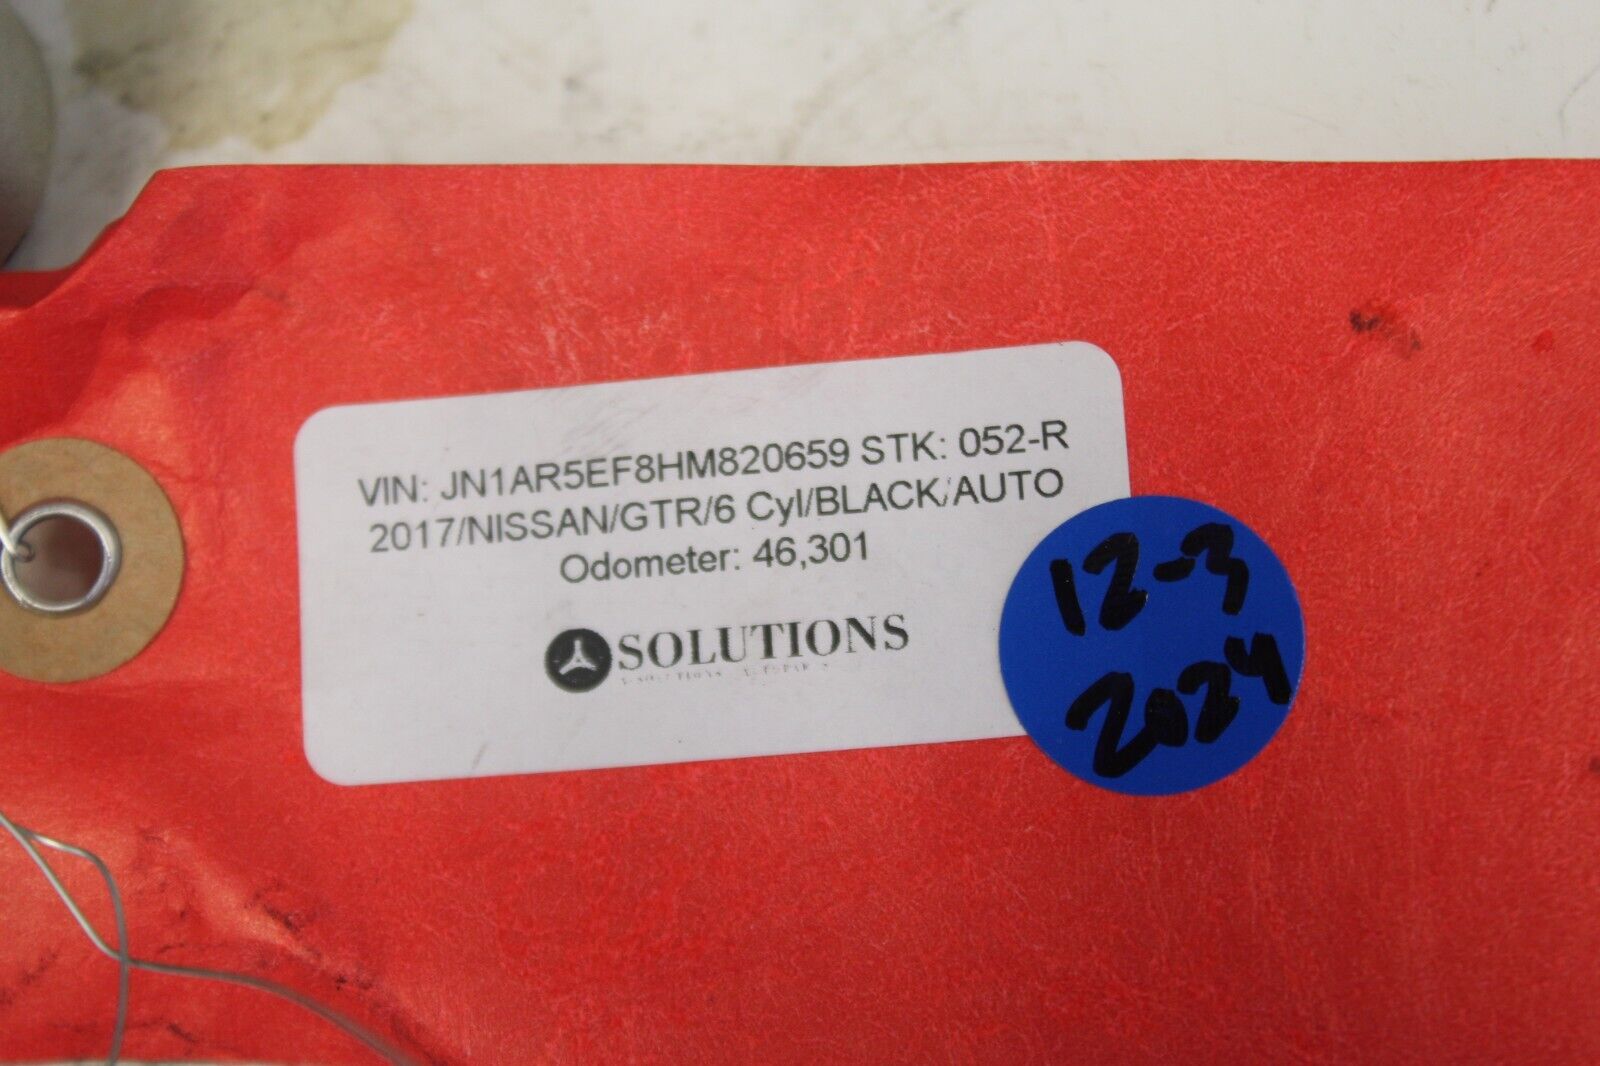 VIN: JN1AR5EF8HM820659 STK: 052-R
2017/NISSAN/GTR/6 Cyl/BLACK/AUTO
Odometer: 46,301
SOLUTIONS
12-3
2024